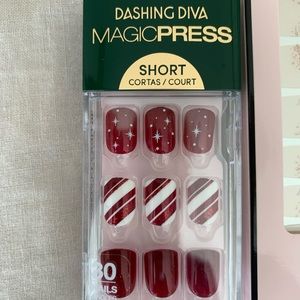 DASHING DIVA
MAGICPRESS
SHORT
CORTAS / COURT
30
NAILS